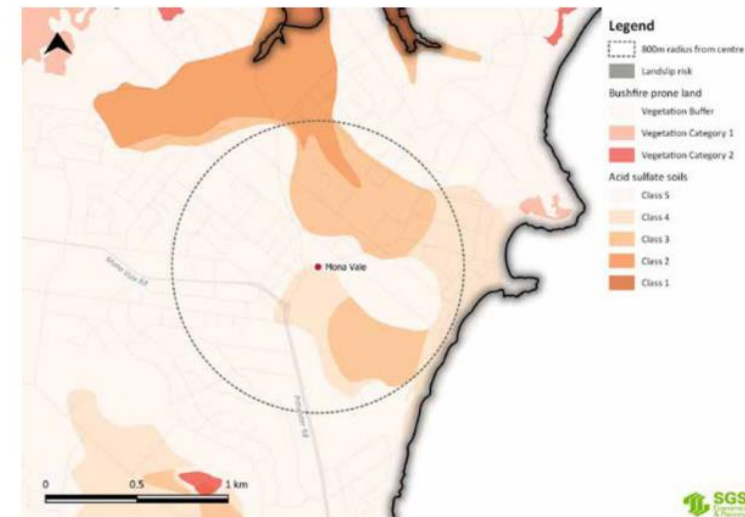 Legend
800m radius from centre
Landslip risk
Bushfire prone land
Vegetation Buffer
Vegetation Category 1
Vegetation Category 2
Acid sulfate soils
Class 5
Class 4
Class 3
Class 2
Class 1
Mona Vale
Mona Vale Rd
Pittwater Rd
0 0.5 1 km
SGS
Economics
& Planning